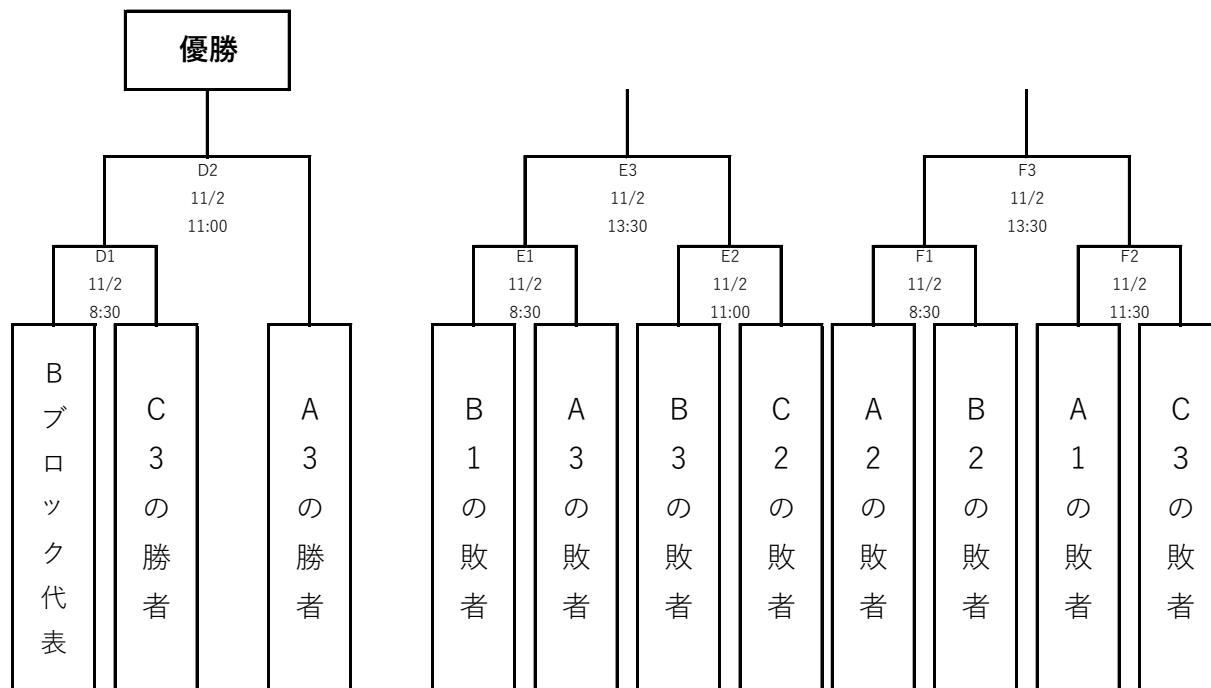 優勝
D2
11/2
11:00
E3
11/2
13:30
F3
11/2
13:30
D1
11/2
8:30
E1
11/2
8:30
E2
11/2
11:00
F1
11/2
8:30
F2
11/2
11:30
Bブロック代表
C3の勝者
A3の勝者
B1の敗者
A3の敗者
B3の敗者
C2の敗者
A2の敗者
B2の敗者
A1の敗者
C3の敗者